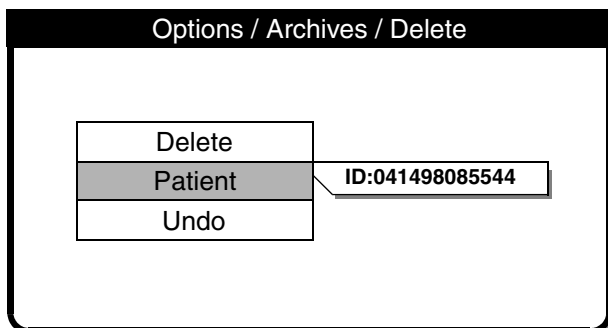 Options / Archives / Delete
Delete
Patient
ID:041498085544
Undo